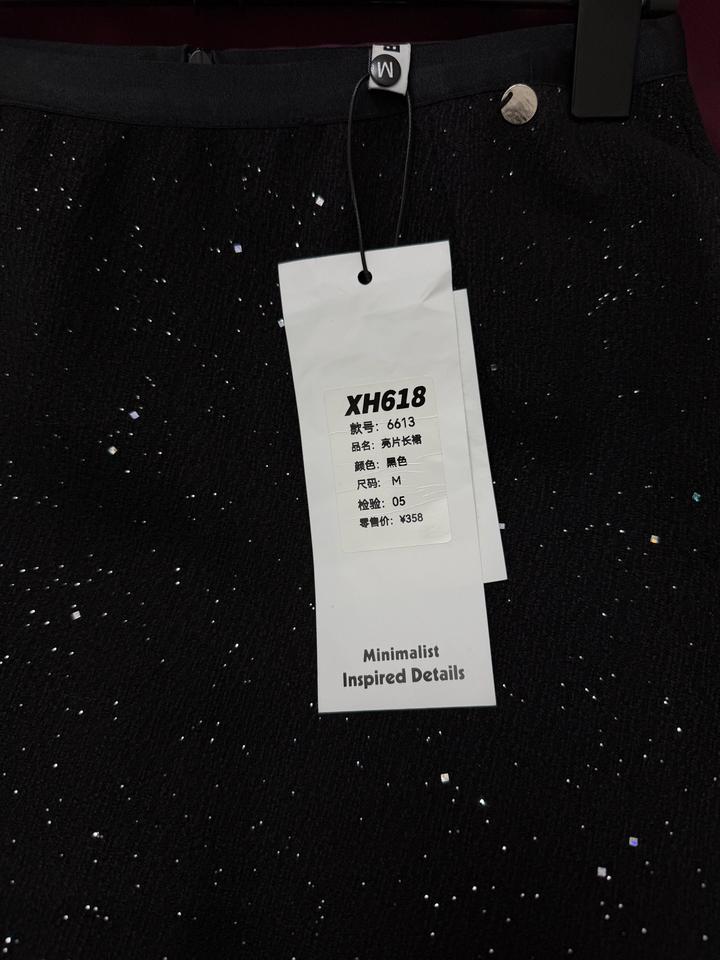 M
XH618
款号：6613
品名：亮片长裙
颜色：黑色
尺码：M
检验：05
零售价：¥358
Minimalist
Inspired Details